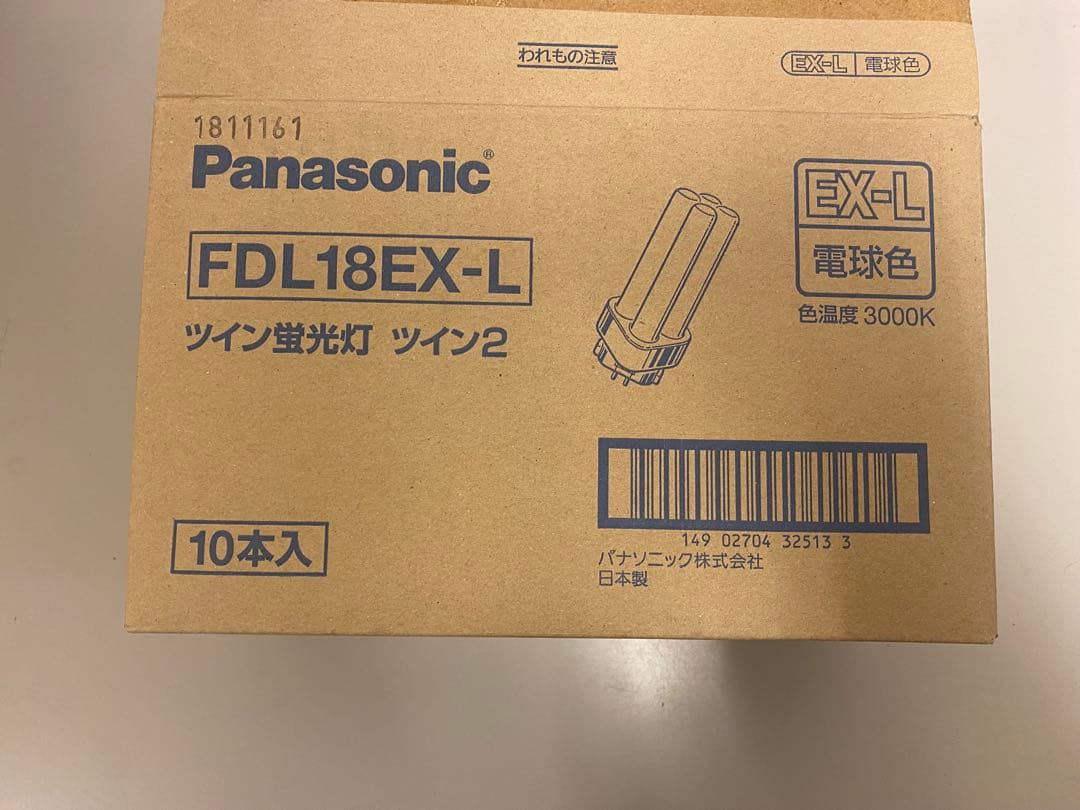 われもの注意
EX-L 電球色
1811161
Panasonic®
EX-L
電球色
色温度 3000K
FDL18EX-L
ツイン蛍光灯 ツイン2
149 02704 32513 3
パナソニック株式会社
日本製
10本入